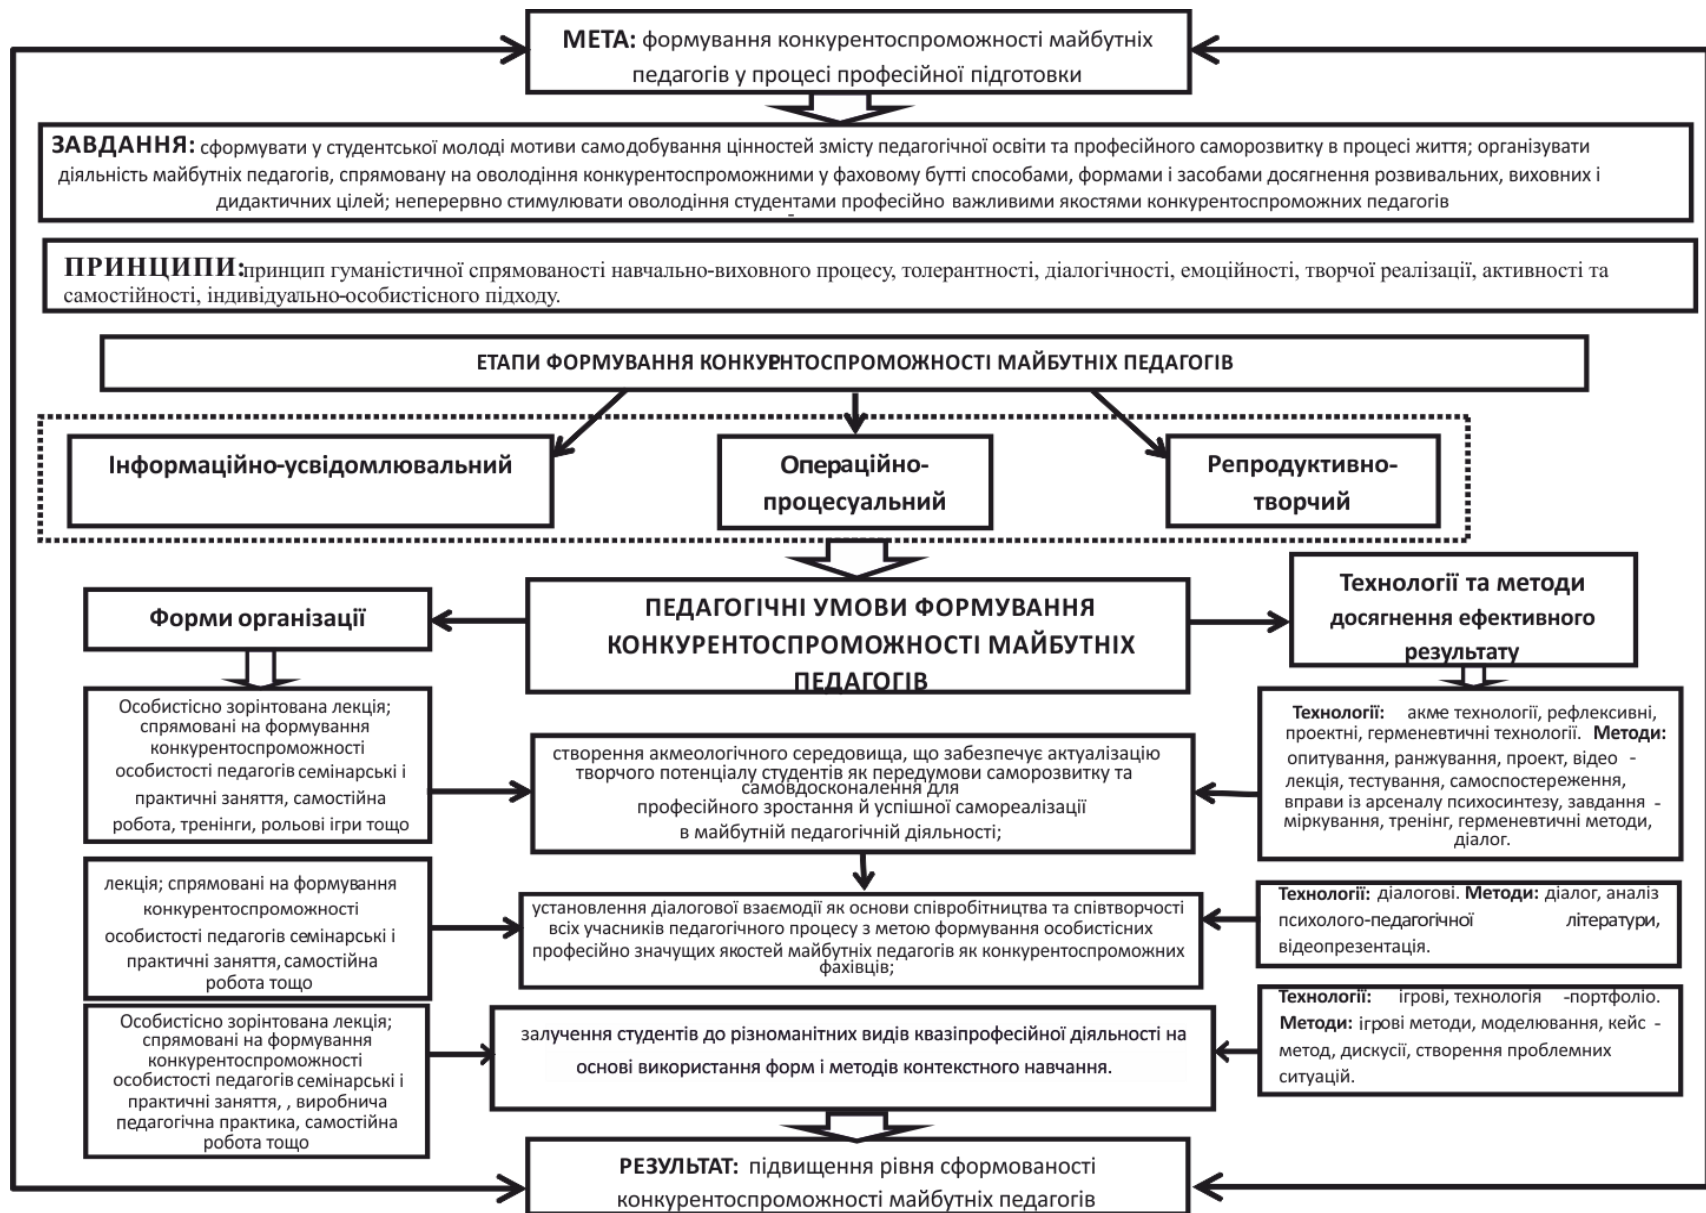 МЕТА: формування конкурентоспроможності майбутніх
педагогів у процесі професійної підготовки
ЗАВДАННЯ: сформувати у студентської молоді мотиви самодобування цінностей змісту педагогічної освіти та професійного саморозвитку в процесі життя; організувати
діяльність майбутніх педагогів, спрямовану на оволодіння конкурентоспроможними у фаховому бутті способами, формами і засобами досягнення розвивальних, виховних і
дидактичних цілей; неперервно стимулювати оволодіння студентами професійно важливими якостями конкурентоспроможних педагогів
ПРИНЦИПИ:принцип гуманістичної спрямованості навчально-виховного процесу, толерантності, діалогічності, емоційності, творчої реалізації, активності та
самостійності, індивідуально-особистісного підходу.
ЕТАПИ ФОРМУВАННЯ КОНКУРЕНТОСПРОМОЖНОСТІ МАЙБУТНІХ ПЕДАГОГІВ
Інформаційно-усвідомлювальний
Операційно-
процесуальний
Репродуктивно-
творчий
Форми організації
ПЕДАГОГІЧНІ УМОВИ ФОРМУВАННЯ
КОНКУРЕНТОСПРОМОЖНОСТІ МАЙБУТНІХ
ПЕДАГОГІВ
Технології та методи
досягнення ефективного
результату
Особистісно зорінтована лекція;
спрямовані на формування
конкурентоспроможності
особистості педагогів семінарські і
практичні заняття, самостійна
робота, тренінги, рольові ігри тощо
створення акмеологічного середовища, що забезпечує актуалізацію
творчого потенціалу студентів як передумови саморозвитку та
самовдосконалення для
професійного зростання й успішної самореалізації
в майбутній педагогічній діяльності;
Технології: акме технології, рефлексивні,
проектні, герменевтичні технології. Методи:
опитування, ранжування, проект, відео -
лекція, тестування, самоспостереження,
вправи із арсеналу психосинтезу, завдання -
міркування, тренінг, герменевтичні методи,
діалог.
лекція; спрямовані на формування
конкурентоспроможності
особистості педагогів семінарські і
практичні заняття, самостійна
робота тощо
установлення діалогової взаємодії як основи співробітництва та співтворчості
всіх учасників педагогічного процесу з метою формування особистісних
професійно значущих якостей майбутніх педагогів як конкурентоспроможних
фахівців;
Технології: діалогові. Методи: діалог, аналіз
психолого-педагогічної літератури,
відеопрезентація.
Особистісно зорінтована лекція;
спрямовані на формування
конкурентоспроможності
особистості педагогів семінарські і
практичні заняття, , виробнича
педагогічна практика, самостійна
робота тощо
залучення студентів до різноманітних видів квазіпрофесійної діяльності на
основі використання форм і методів контекстного навчання.
Технології: ігрові, технологія -портфоліо.
Методи: ігрові методи, моделювання, кейс -
метод, дискусії, створення проблемних
ситуацій.
РЕЗУЛЬТАТ: підвищення рівня сформованості
конкурентоспроможності майбутніх педагогів